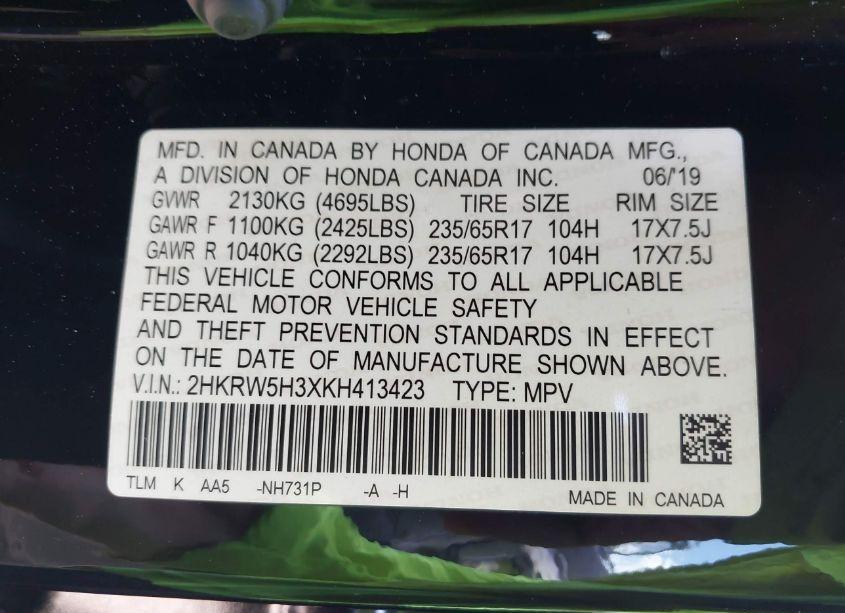 MFD. IN CANADA BY HONDA OF CANADA MFG.,
A DIVISION OF HONDA CANADA INC. 06/'19
GVWR 2130KG (4695LBS) TIRE SIZE RIM SIZE
GAWR F 1100KG (2425LBS) 235/65R17 104H 17X7.5J
GAWR R 1040KG (2292LBS) 235/65R17 104H 17X7.5J
THIS VEHICLE CONFORMS TO ALL APPLICABLE
FEDERAL MOTOR VEHICLE SAFETY
AND THEFT PREVENTION STANDARDS IN EFFECT
ON THE DATE OF MANUFACTURE SHOWN ABOVE.
V.I.N.: 2HKRW5H3XKH413423 TYPE: MPV
TLM K AA5 -NH731P -A -H
MADE IN CANADA